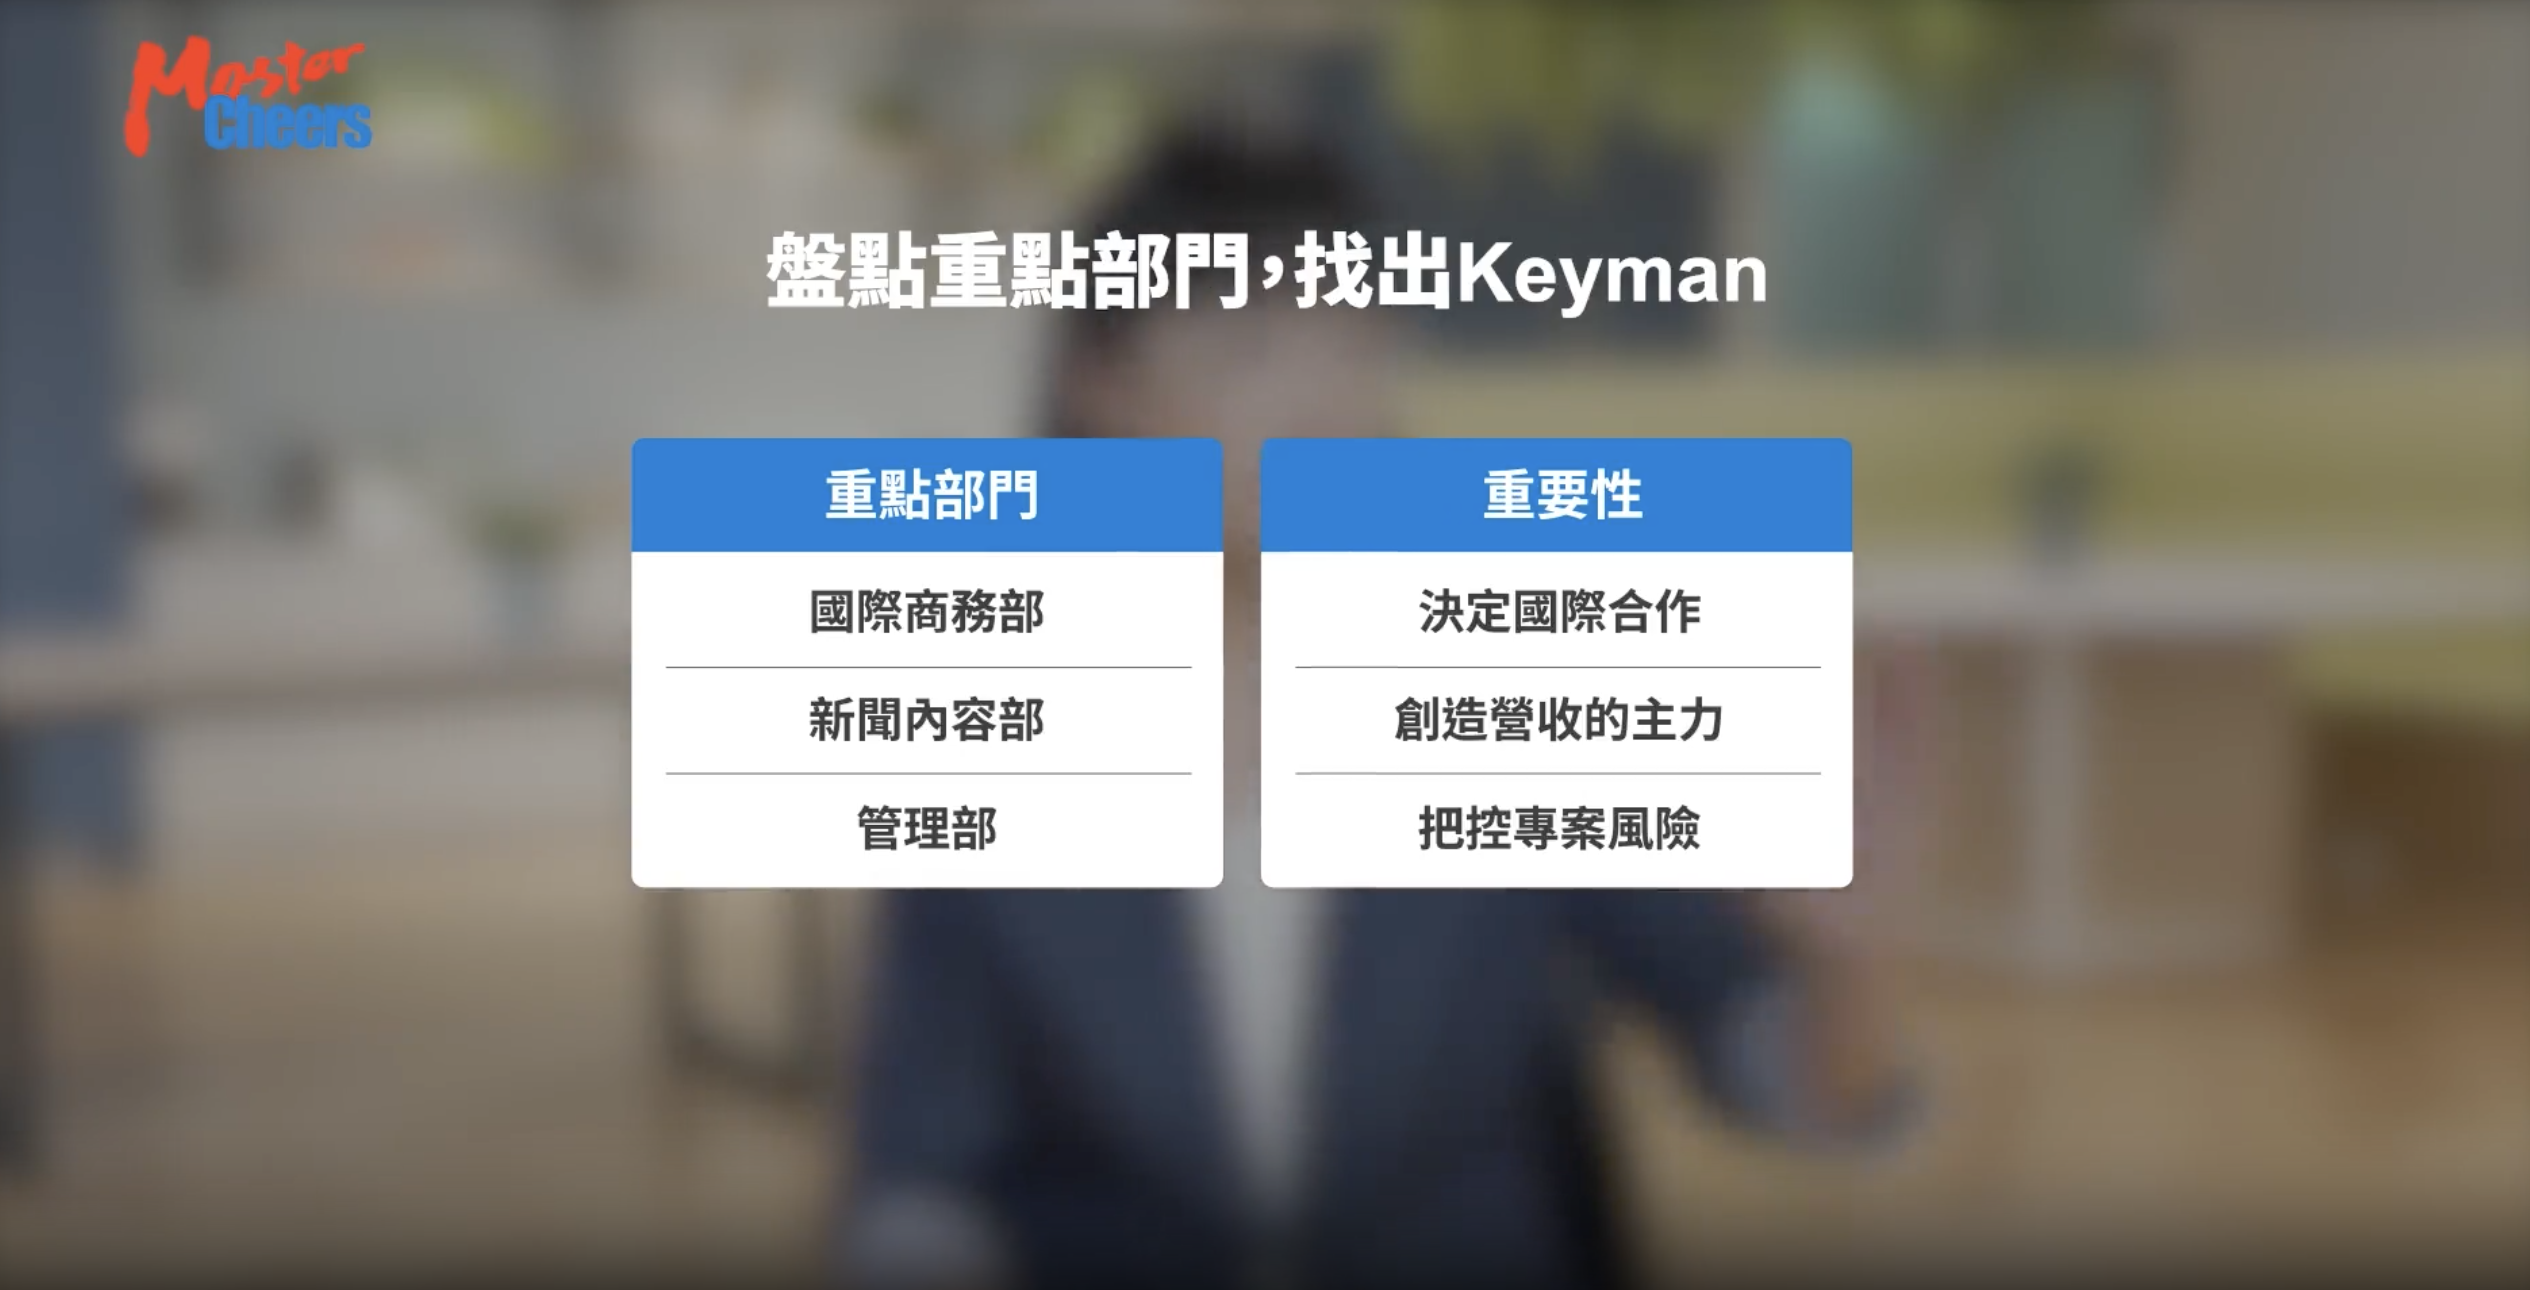 Master
Cheers
盤點重點部門，找出Keyman
重點部門
重要性
國際商務部
決定國際合作
新聞內容部
創造營收的主力
管理部
把控專案風險